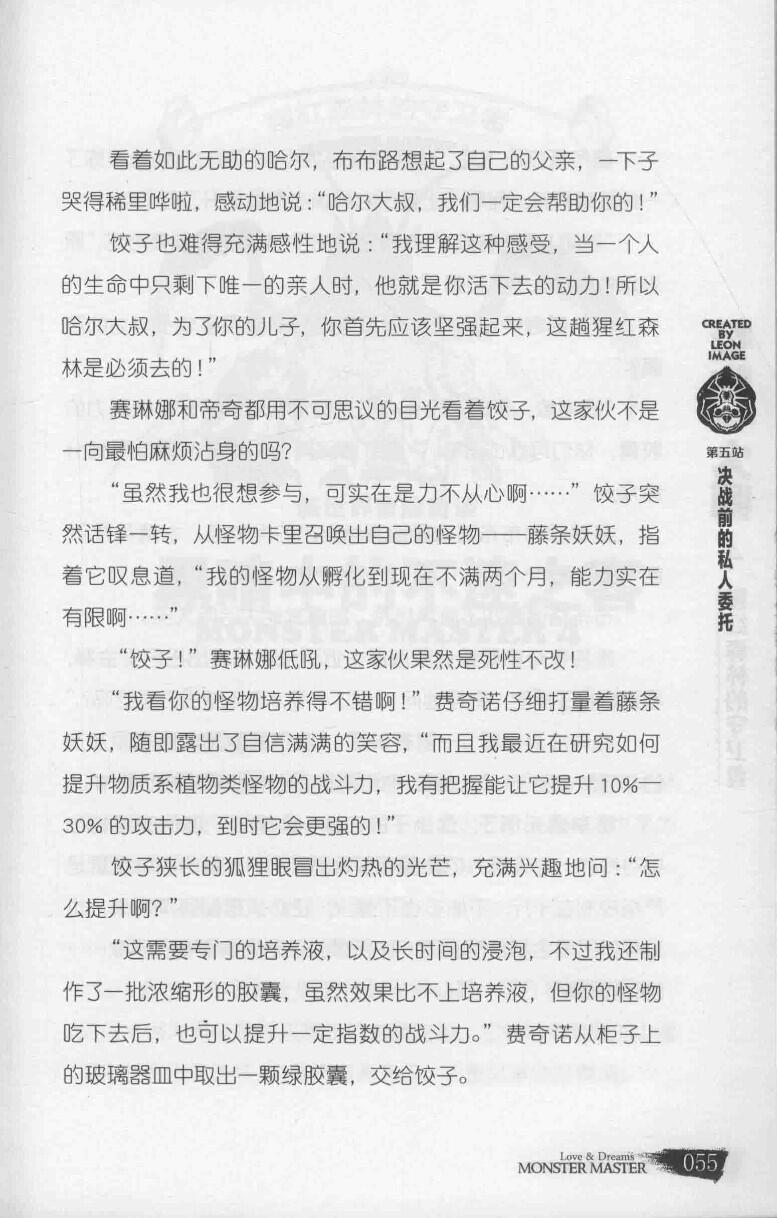 看着如此无助的哈尔，布布路想起了自己的父亲，一下子
哭得稀里哗啦，感动地说：“哈尔大叔，我们一定会帮助你的！”
饺子也难得充满感性地说：“我理解这种感受，当一个人
的生命中只剩下唯一的亲人时，他就是你活下去的动力！所以
哈尔大叔，为了你的儿子，你首先应该坚强起来，这趟猩红森
林是必须去的！”
赛琳娜和帝奇都用不可思议的目光看着饺子，这家伙不是
一向最怕麻烦沾身的吗？
“虽然我也很想参与，可实在是力不从心啊……”饺子突
然话锋一转，从怪物卡里召唤出自己的怪物——藤条妖妖，指
着它叹息道，“我的怪物从孵化到现在不满两个月，能力实在
有限啊……”
“饺子！”赛琳娜低吼，这家伙果然是死性不改！
“我看你的怪物培养得不错啊！”费奇诺仔细打量着藤条
妖妖，随即露出了自信满满的笑容，“而且我最近在研究如何
提升物质系植物类怪物的战斗力，我有把握能让它提升10%—
30%的攻击力，到时它会更强的！”
饺子狭长的狐狸眼冒出灼热的光芒，充满兴趣地问：“怎
么提升啊？”
“这需要专门的培养液，以及长时间的浸泡，不过我还制
作了一批浓缩形的胶囊，虽然效果比不上培养液，但你的怪物
吃下去后，也可以提升一定指数的战斗力。”费奇诺从柜子上
的玻璃器皿中取出一颗绿胶囊，交给饺子。
CREATED
BY
LEON
IMAGE
第五站
决战前的私人委托
Love & Dreams
MONSTER MASTER
055